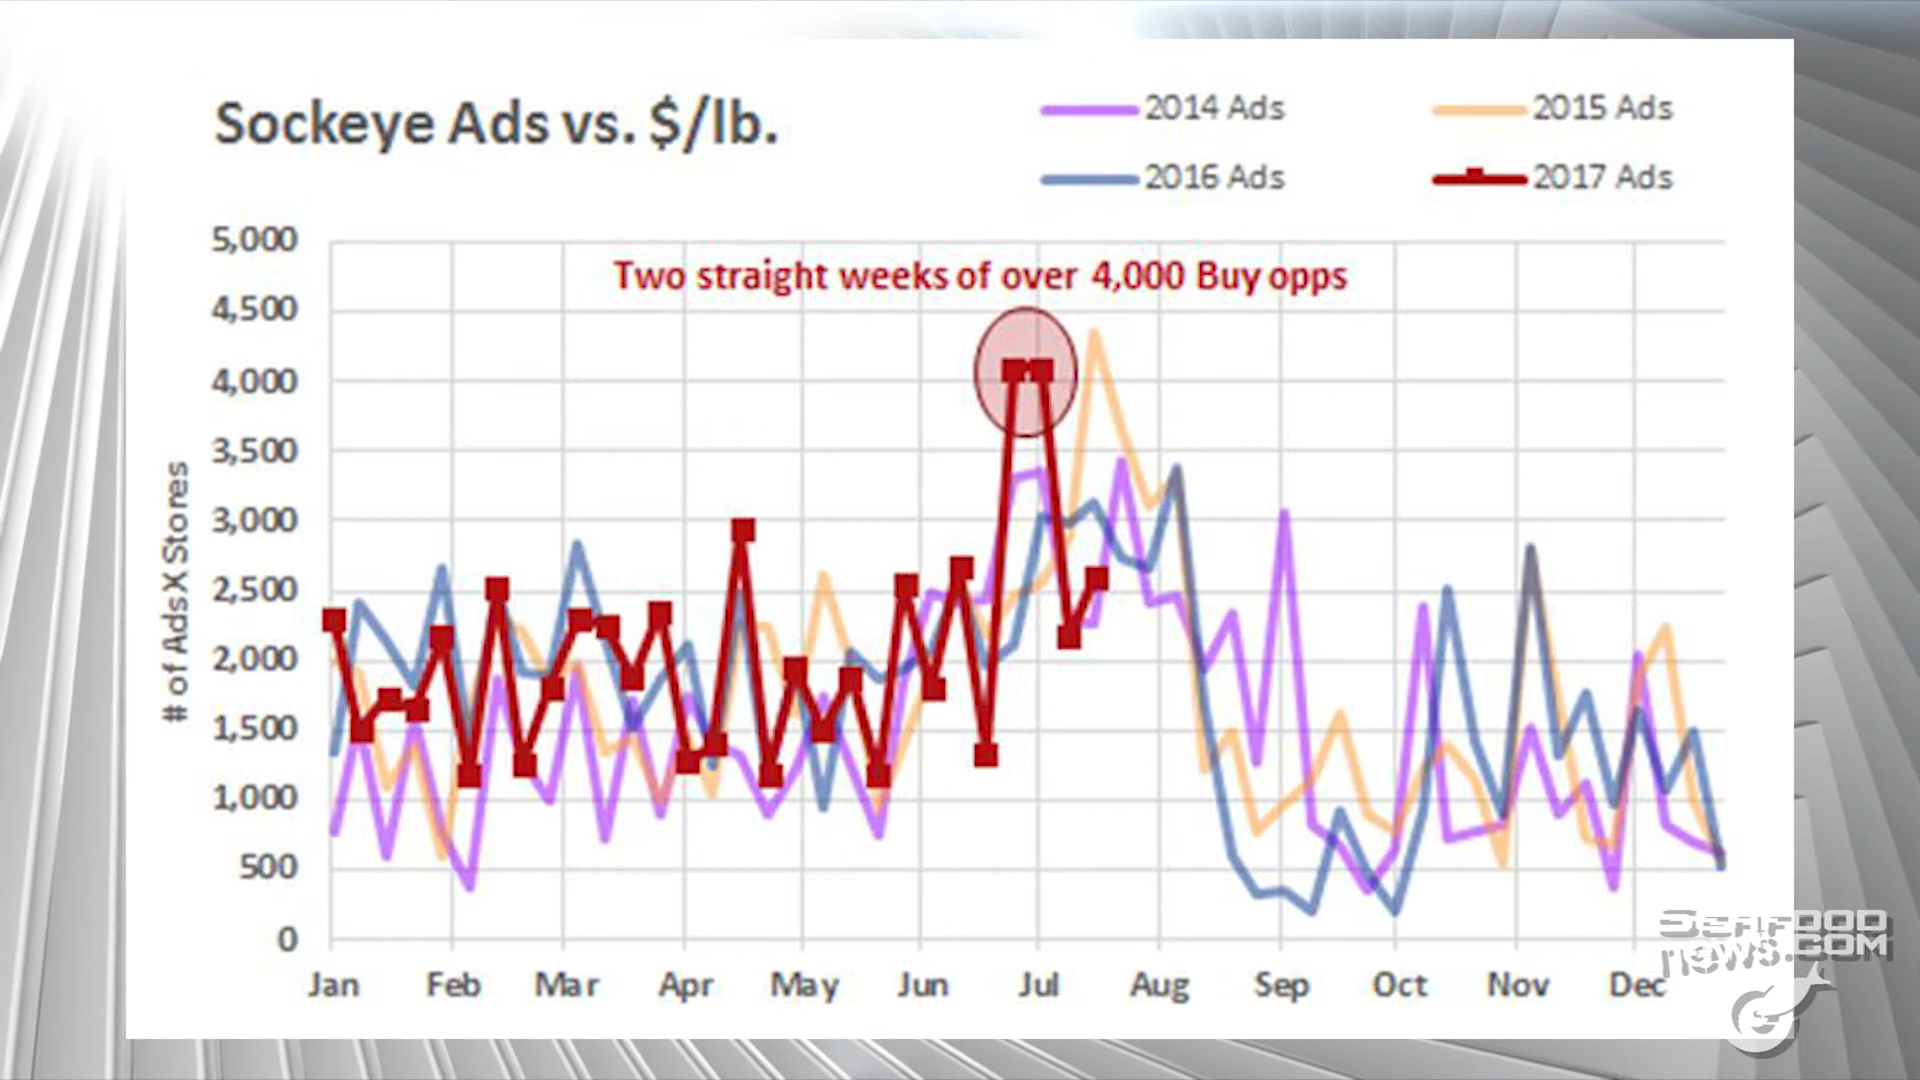 Sockeye Ads vs. $/lb.
2014 Ads
2015 Ads
2016 Ads
2017 Ads
Two straight weeks of over 4,000 Buy opps
# of Ads X Stores
5,000
4,500
4,000
3,500
3,000
2,500
2,000
1,500
1,000
500
0
Jan Feb Mar Apr May Jun Jul Aug Sep Oct Nov Dec
SEAFOOD
news.COM